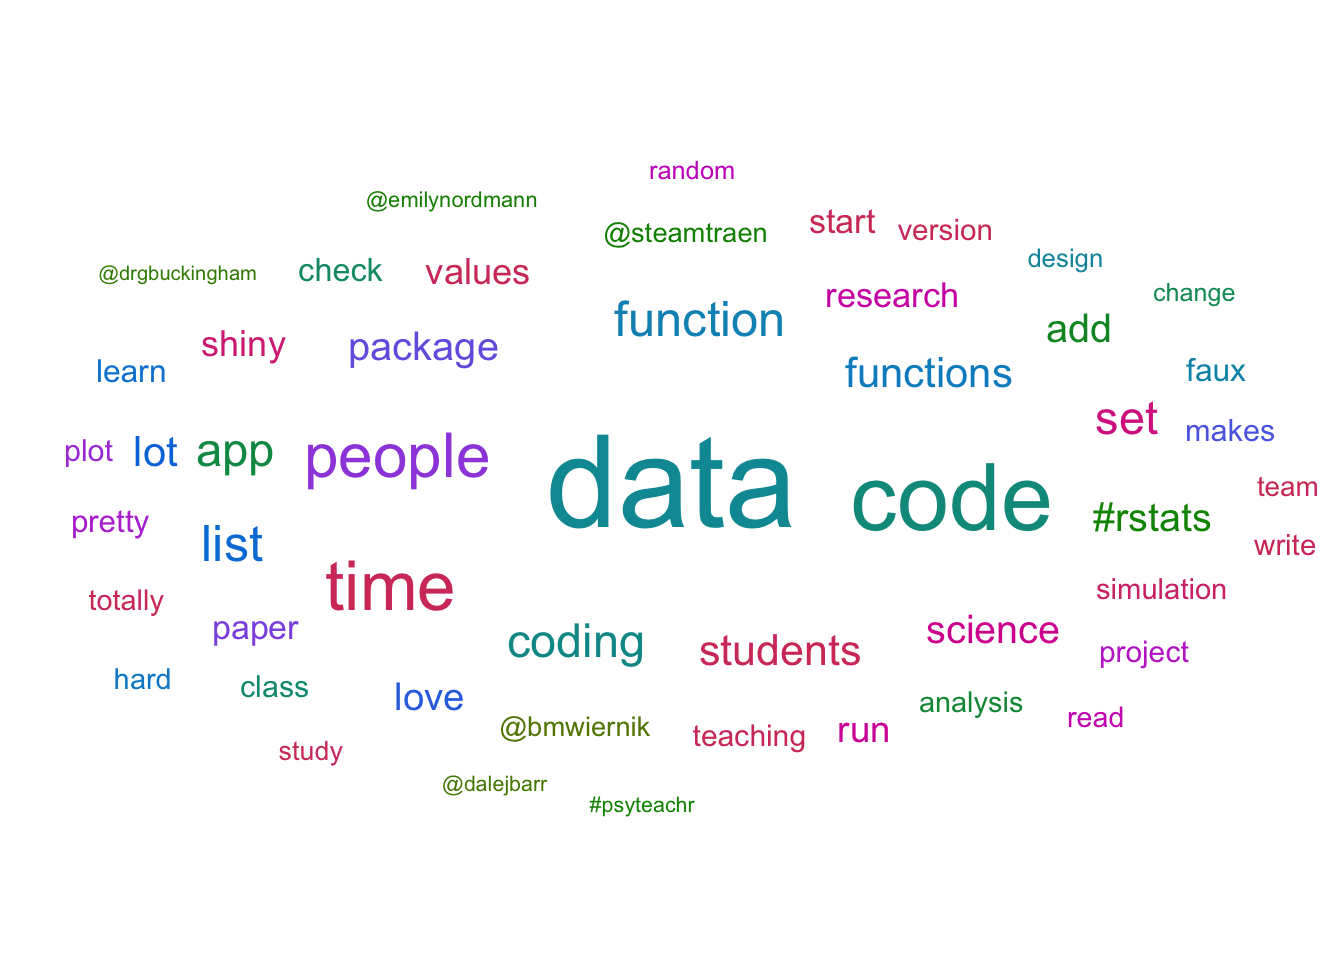 random
@emilynordmann
@steamtraen
start
version
design
@drgbuckingham
check
values
research
change
function
shiny
package
add
learn
functions
faux
set
makes
plot
lot
app
people
data
code
team
pretty
list
#rstats
write
time
totally
simulation
paper
coding
students
science
project
hard
class
love
analysis
read
@bmwiernik
teaching
run
study
@dalejbarr
#psyteachr